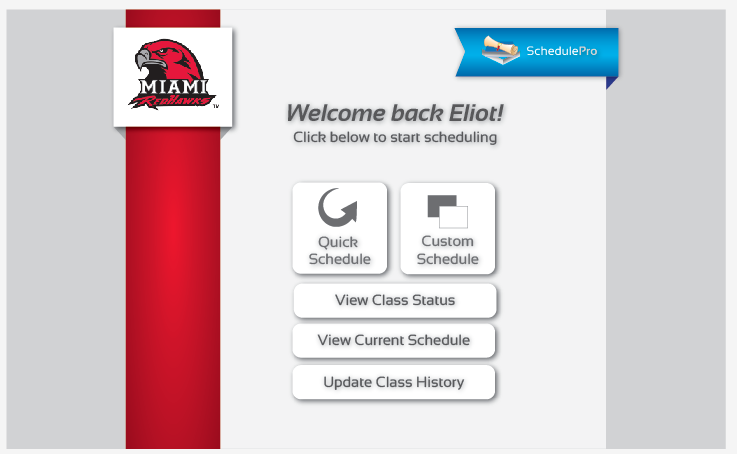 MIAMI
REDHAWKS
TM
SchedulePro
Welcome back Eliot!
Click below to start scheduling
Quick
Schedule
Custom
Schedule
View Class Status
View Current Schedule
Update Class History